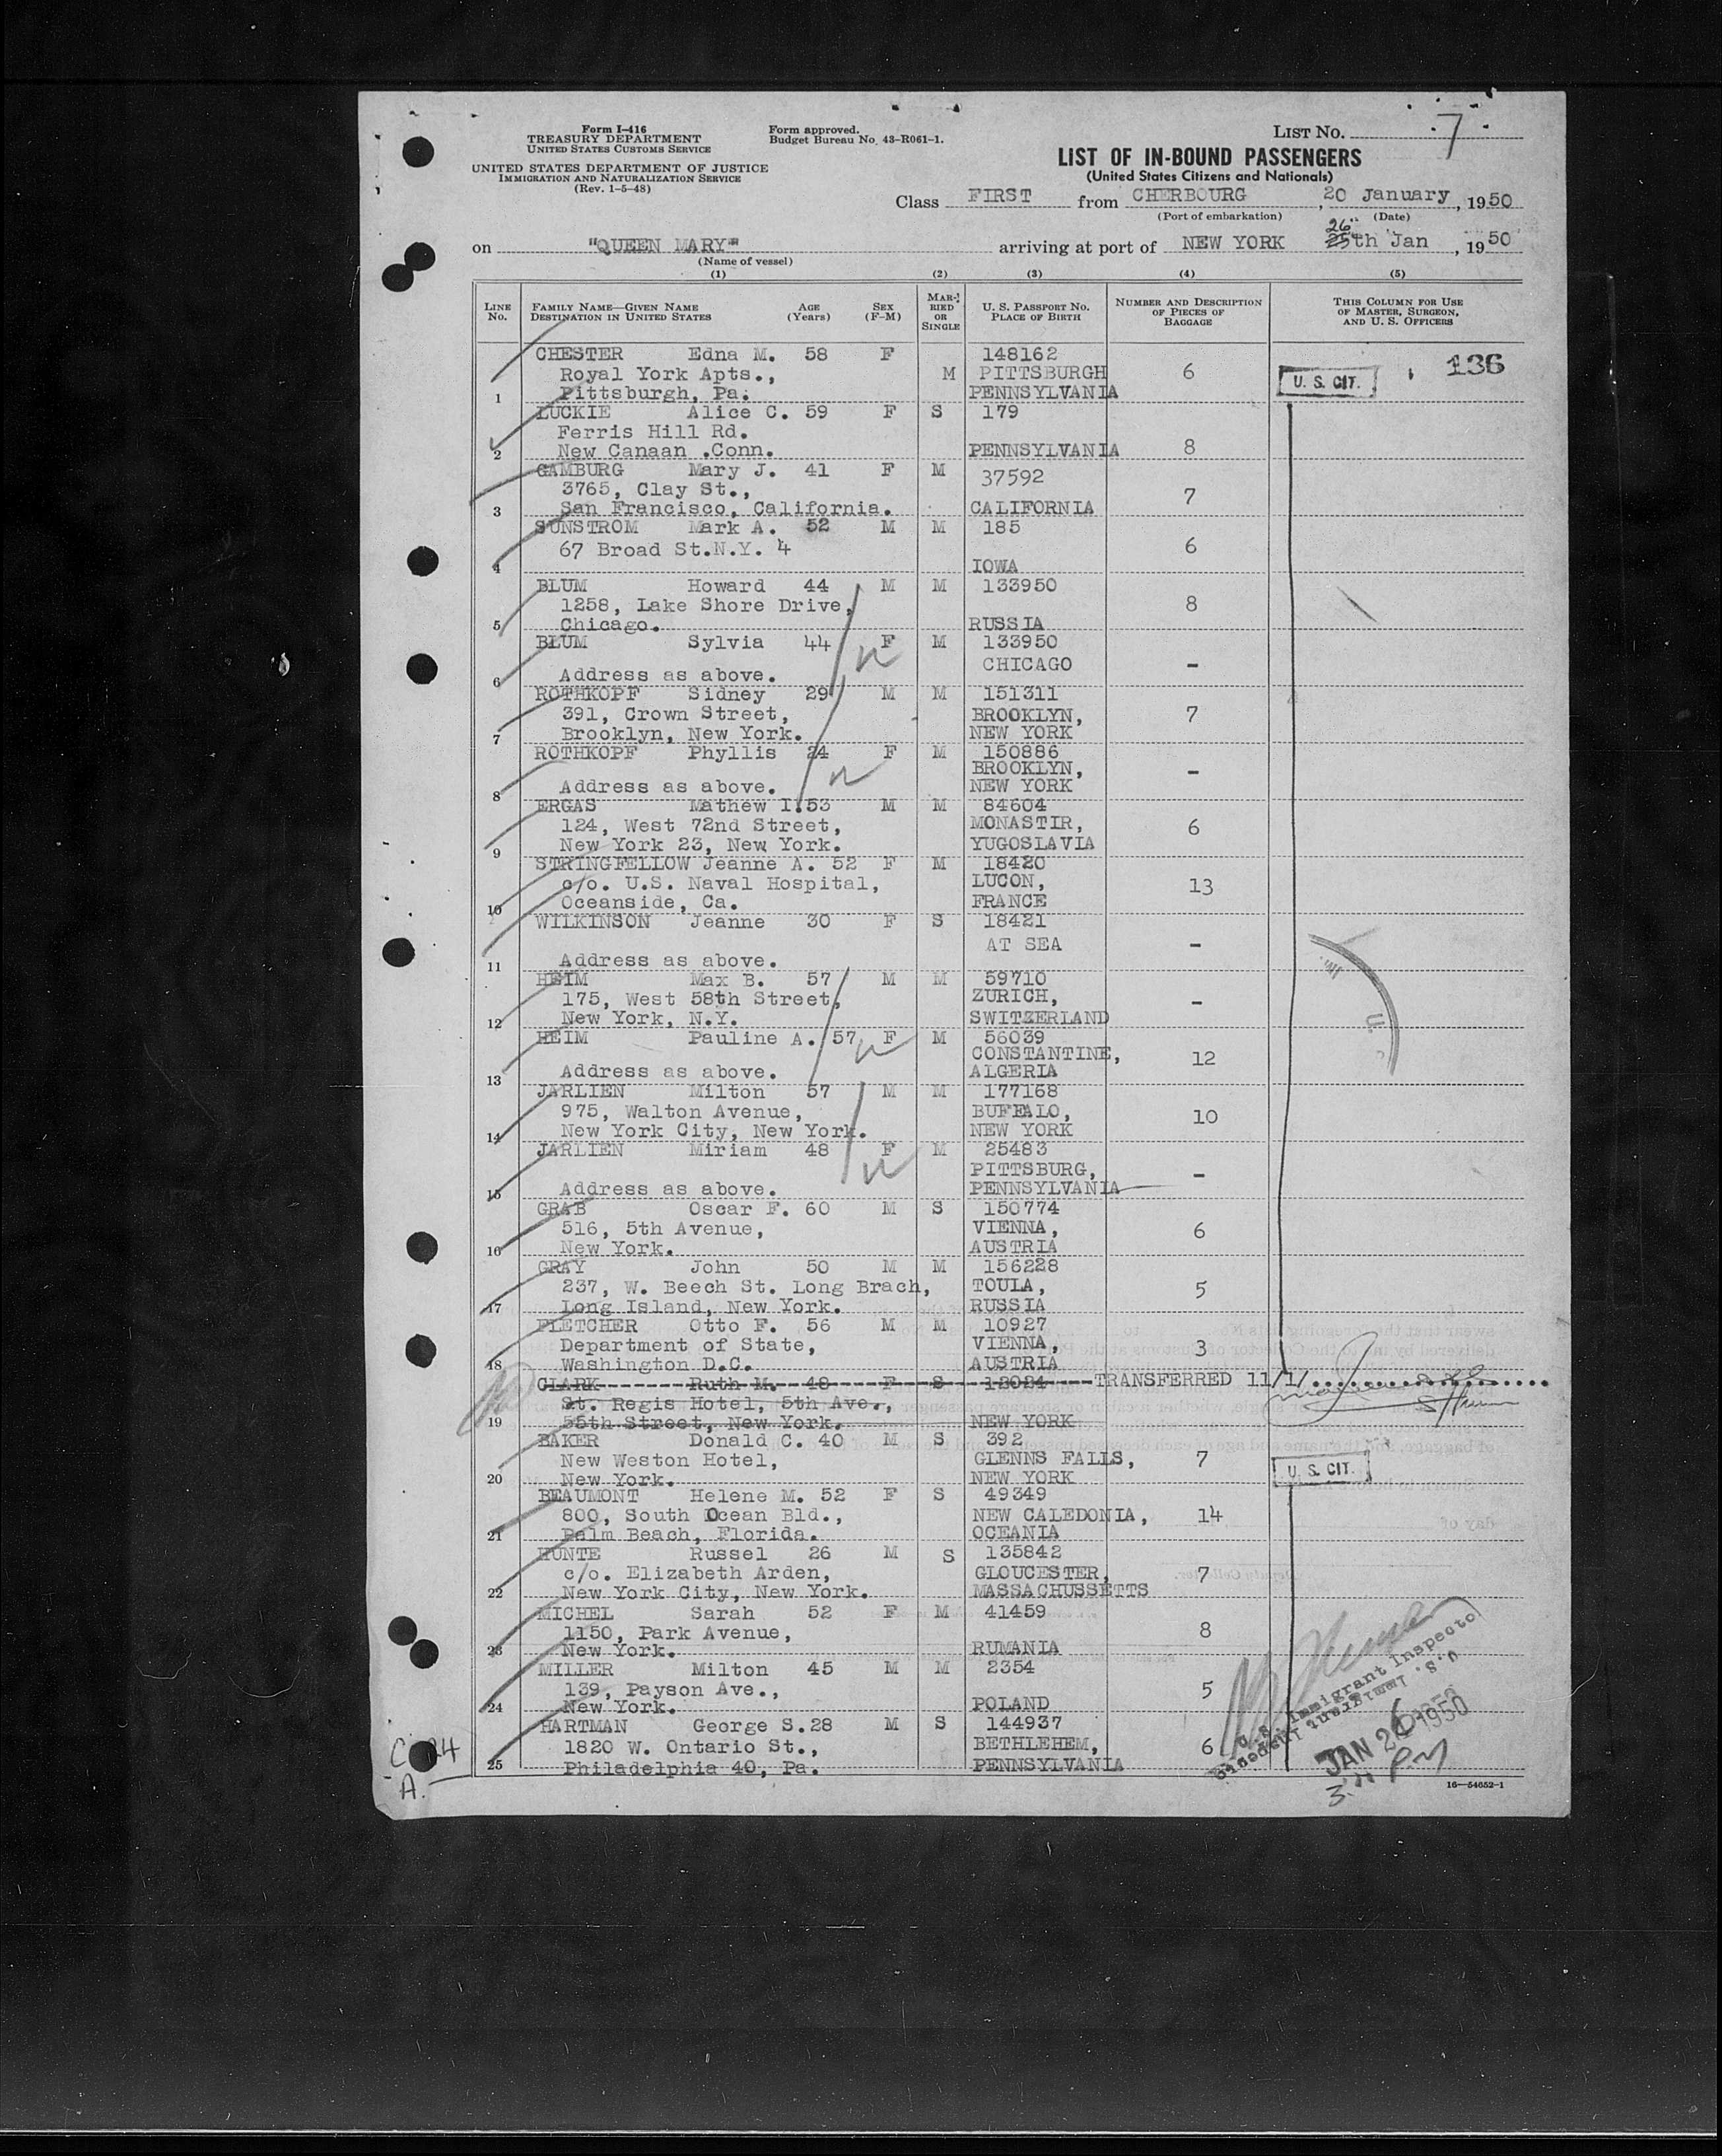 Form I-416
TREASURY DEPARTMENT
UNITED STATES CUSTOMS SERVICE
UNITED STATES DEPARTMENT OF JUSTICE
IMMIGRATION AND NATURALIZATION SERVICE
(Rev. 1-5-48)
Form approved.
Budget Bureau No. 43-R061-1.
LIST NO. 7
LIST OF IN-BOUND PASSENGERS
(United States Citizens and Nationals)
Class FIRST from CHERBOURG, 20 January, 1950
(Port of embarkation) (Date)
26
on "QUEEN MARY" arriving at port of NEW YORK 25th Jan, 1950
(Name of vessel)
(1) (2) (3) (4) (5)
LINE No. FAMILY NAME—GIVEN NAME DESTINATION IN UNITED STATES AGE (Years) SEX (F-M) MARRIED OR SINGLE U. S. PASSPORT NO. PLACE OF BIRTH NUMBER AND DESCRIPTION OF PIECES OF BAGGAGE THIS COLUMN FOR USE OF MASTER, SURGEON, AND U. S. OFFICERS
CHESTER Edna M. 58 F 148162 136
Royal York Apts., M PITTSBURGH 6 U. S. CIT.
1 Pittsburgh, Pa. PENNSYLVANIA
LUCKIE Alice C. 59 F S 179
Ferris Hill Rd.
2 New Canaan .Conn. PENNSYLVANIA 8
GAMBURG Mary J. 41 F M 37592
3765, Clay St., 7
3 San Francisco, California. CALIFORNIA
SUNSTROM Mark A. 52 M M 185
67 Broad St.N.Y. 4 6
4 IOWA
BLUM Howard 44 M M 133950
1258, Lake Shore Drive, 8
5 Chicago. RUSSIA
BLUM Sylvia 44 F M 133950
CHICAGO -
6 Address as above.
ROTHKOPF Sidney 29 M M 151311
391, Crown Street, BROOKLYN, 7
7 Brooklyn, New York. NEW YORK
ROTHKOPF Phyllis 24 F M 150886
BROOKLYN, -
8 Address as above. NEW YORK
ERGAS Mathew I. 53 M M 84604
124, West 72nd Street, MONASTIR, 6
9 New York 23, New York. YUGOSLAVIA
STRINGFELLOW Jeanne A. 52 F M 18420
c/o. U.S. Naval Hospital, LUCON, 13
10 Oceanside, Ca. FRANCE
WILKINSON Jeanne 30 F S 18421
AT SEA -
11 Address as above.
HEIM Max B. 57 M M 59710
175, West 58th Street, ZURICH, -
12 New York, N.Y. SWITZERLAND
HEIM Pauline A. 57 F M 56039
CONSTANTINE, 12
13 Address as above. ALGERIA
JARLIEN Milton 57 M M 177168
975, Walton Avenue, BUFFALO, 10
14 New York City, New York. NEW YORK
JARLIEN Miriam 48 F M 25483
PITTSBURG, -
15 Address as above. PENNSYLVANIA
GRAB Oscar F. 60 M S 150774
516, 5th Avenue, VIENNA, 6
16 New York. AUSTRIA
GRAY John 50 M M 156228
237, W. Beech St. Long Brach, TOULA, 5
17 Long Island, New York. RUSSIA
FLETCHER Otto F. 56 M M 10927
Department of State, VIENNA, 3
18 Washington D.C. AUSTRIA
CLARK Ruth M. 48 F S 12024 TRANSFERRED 11/1/
St. Regis Hotel, 5th Ave.,
19 55th Street, New York. NEW YORK
BAKER Donald C. 40 M S 392
New Weston Hotel, GLENNS FALLS, 7 U. S. CIT.
20 New York. NEW YORK
BEAUMONT Helene M. 52 F S 49349
800, South Ocean Bld., NEW CALEDONIA, 14
21 Palm Beach, Florida. OCEANIA
HUNTE Russel 26 M S 135842
c/o. Elizabeth Arden, GLOUCESTER, 7
22 New York City, New York. MASSACHUSSETTS
MICHEL Sarah 52 F M 41459
1150, Park Avenue, 8
23 New York. RUMANIA
MILLER Milton 45 M M 2354
139, Payson Ave., 5
24 New York. POLAND
HARTMAN George S. 28 M S 144937
1820 W. Ontario St., BETHLEHEM, 6
25 Philadelphia 40, Pa. PENNSYLVANIA
U.S. Immigrant Inspector
JAN 26 1950
16—54652-1